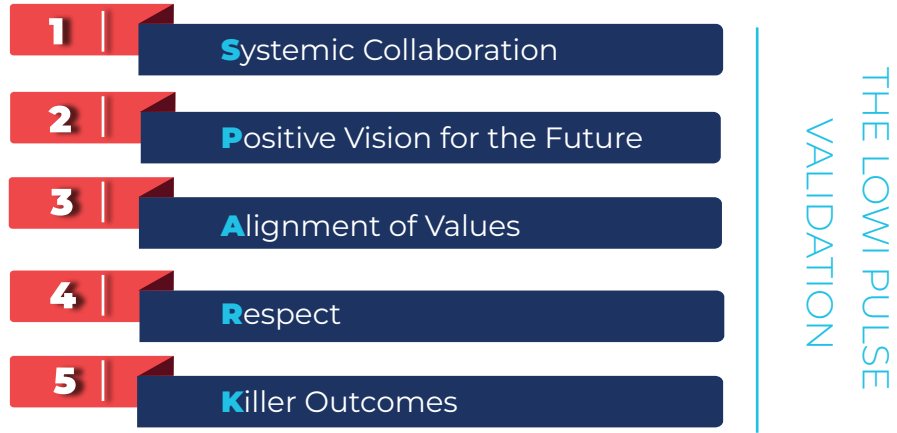 1
Systemic Collaboration
2
Positive Vision for the Future
3
Alignment of Values
4
Respect
5
Killer Outcomes
THE LOWI PULSE
VALIDATION